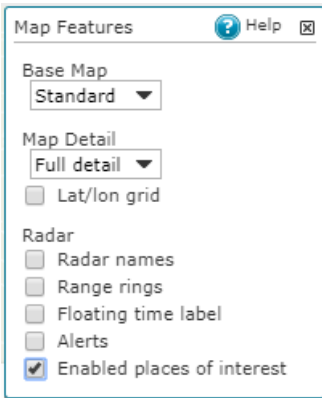 Map Features ? Help
Base Map
Standard
Map Detail
Full detail
Lat/lon grid
Radar
Radar names
Range rings
Floating time label
Alerts
Enabled places of interest